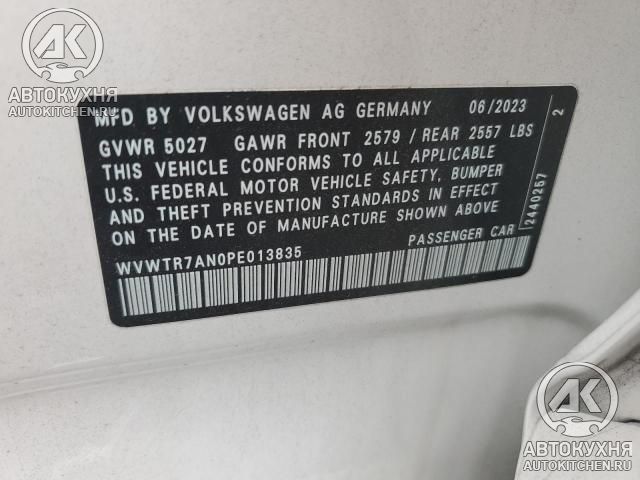 АК
АВТОКУХНЯ
AUTOKITCHEN.RU
MFD BY VOLKSWAGEN AG GERMANY 06/2023
GVWR 5027 GAWR FRONT 2579 / REAR 2557 LBS
THIS VEHICLE CONFORMS TO ALL APPLICABLE
U.S. FEDERAL MOTOR VEHICLE SAFETY, BUMPER
AND THEFT PREVENTION STANDARDS IN EFFECT
ON THE DATE OF MANUFACTURE SHOWN ABOVE
WVWTR7AN0PE013835 PASSENGER CAR
2440257 2
АК
АВТОКУХНЯ
AUTOKITCHEN.RU